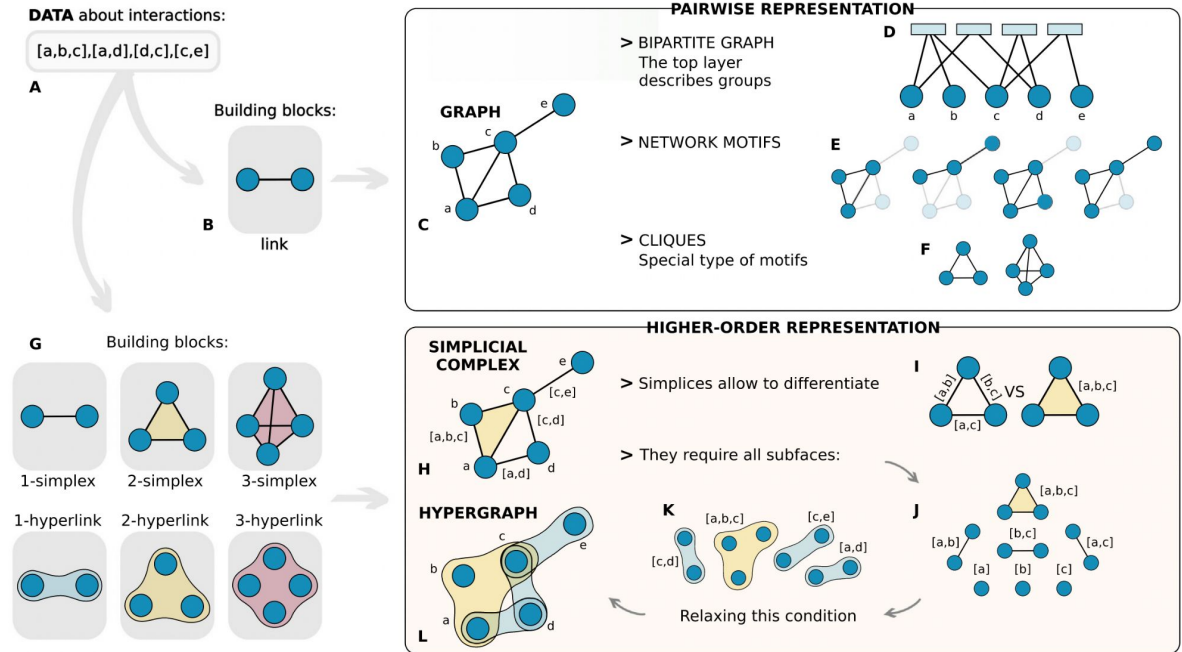 DATA about interactions:
[a,b,c],[a,d],[d,c],[c,e]
A
Building blocks:
B
link
PAIRWISE REPRESENTATION
GRAPH
e
c
b
a
d
C
> BIPARTITE GRAPH
The top layer
describes groups
D
a b c d e
> NETWORK MOTIFS
E
> CLIQUES
Special type of motifs
F
G
Building blocks:
1-simplex 2-simplex 3-simplex
1-hyperlink 2-hyperlink 3-hyperlink
HIGHER-ORDER REPRESENTATION
SIMPLICIAL
COMPLEX
e
c
[c,e]
b
[c,d]
[a,b,c]
a
d
[a,d]
H
> Simplices allow to differentiate
I
[a,b]
[b,c]
[a,c]
VS
[a,b,c]
> They require all subfaces:
J
[a,b,c]
[a,b]
[b,c]
[a,c]
[a] [b] [c]
HYPERGRAPH
c
e
b
a
d
L
K
[a,b,c]
[c,e]
[c,d]
[a,d]
Relaxing this condition